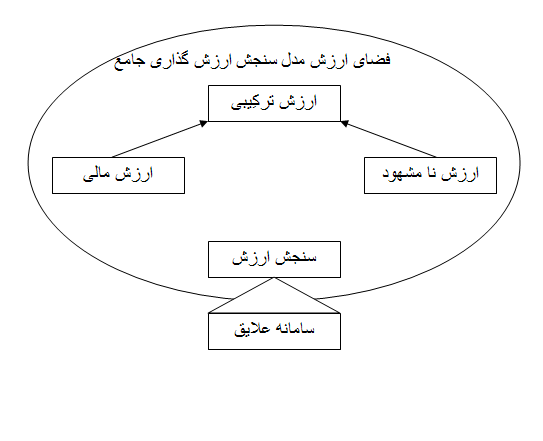 فضای ارزش مدل سنجش ارزش گذاری جامع
ارزش ترکیبی
ارزش نا مشهود
ارزش مالی
سنجش ارزش
سامانه علایق